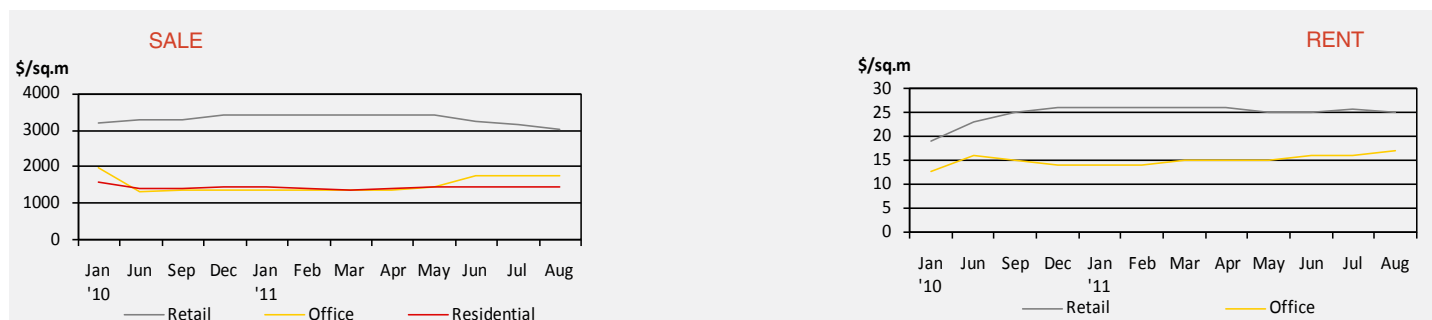 SALE
$/sq.m
4000
3000
2000
1000
0
Jan Jun Sep Dec Jan Feb Mar Apr May Jun Jul Aug
'10 '11
Retail Office Residential
RENT
$/sq.m
30
25
20
15
10
5
0
Jan Jun Sep Dec Jan Feb Mar Apr May Jun Jul Aug
'10 '11
Retail Office